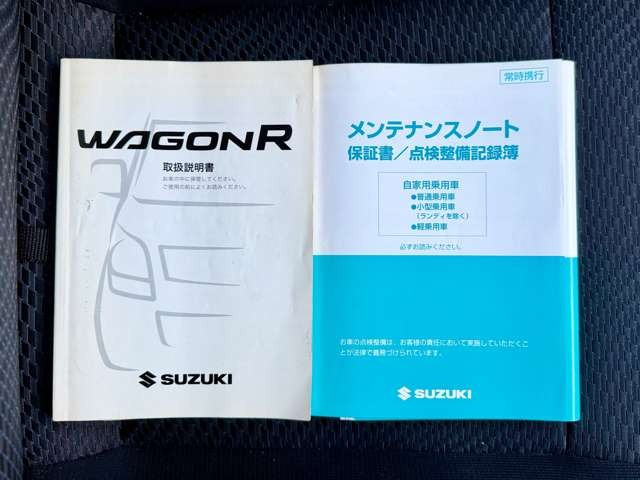 WAGONR
取扱説明書
お車の中に保管してください。
ご使用の前によくお読みください。
SUZUKI
常時携行
メンテナンスノート
保証書／点検整備記録簿
自家用乗用車
●普通乗用車
●小型乗用車
（ランディを除く）
●軽乗用車
必ずお読みください。
お車の点検整備は、お客様の責任において実施していただくこ
とが法律で義務づけられています。
SUZUKI